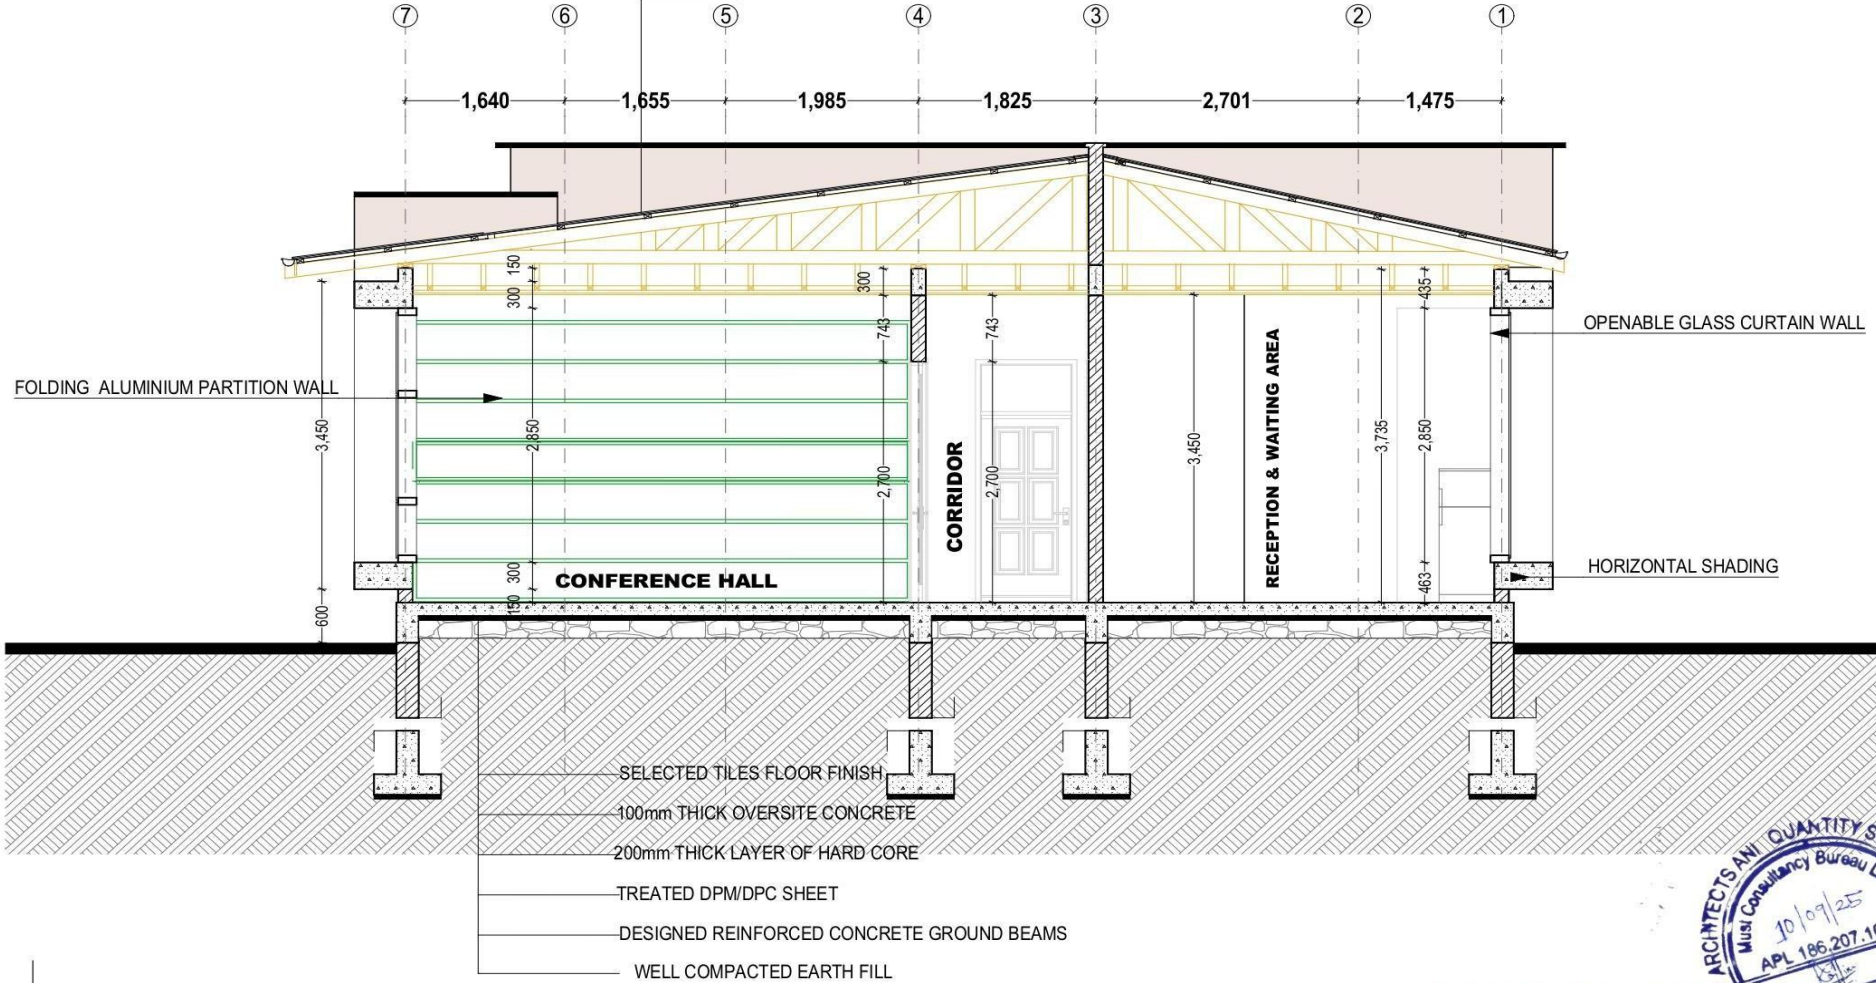 7 6 5 4 3 2 1
1,640 1,655 1,985 1,825 2,701 1,475
150
300
300
435
743
743
OPENABLE GLASS CURTAIN WALL
FOLDING ALUMINIUM PARTITION WALL
3,450
2,850
2,700
CORRIDOR
2,700
3,450
RECEPTION & WAITING AREA
3,735
2,850
HORIZONTAL SHADING
300
CONFERENCE HALL
463
150
600
SELECTED TILES FLOOR FINISH
100mm THICK OVERSITE CONCRETE
200mm THICK LAYER OF HARD CORE
TREATED DPM/DPC SHEET
DESIGNED REINFORCED CONCRETE GROUND BEAMS
WELL COMPACTED EARTH FILL
ARCHITECTS AN QUANTITY S
Must Consultancy Bureau
10/09/25
APL 186,207,